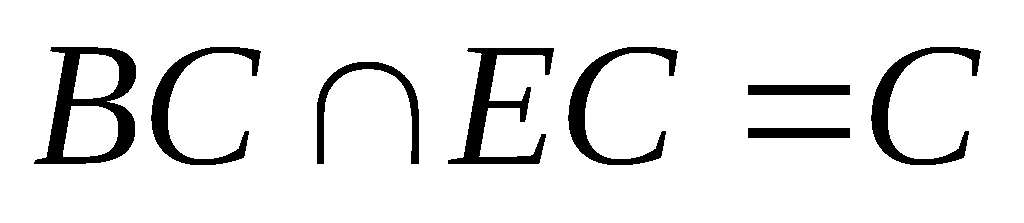 BC ∩ EC = C